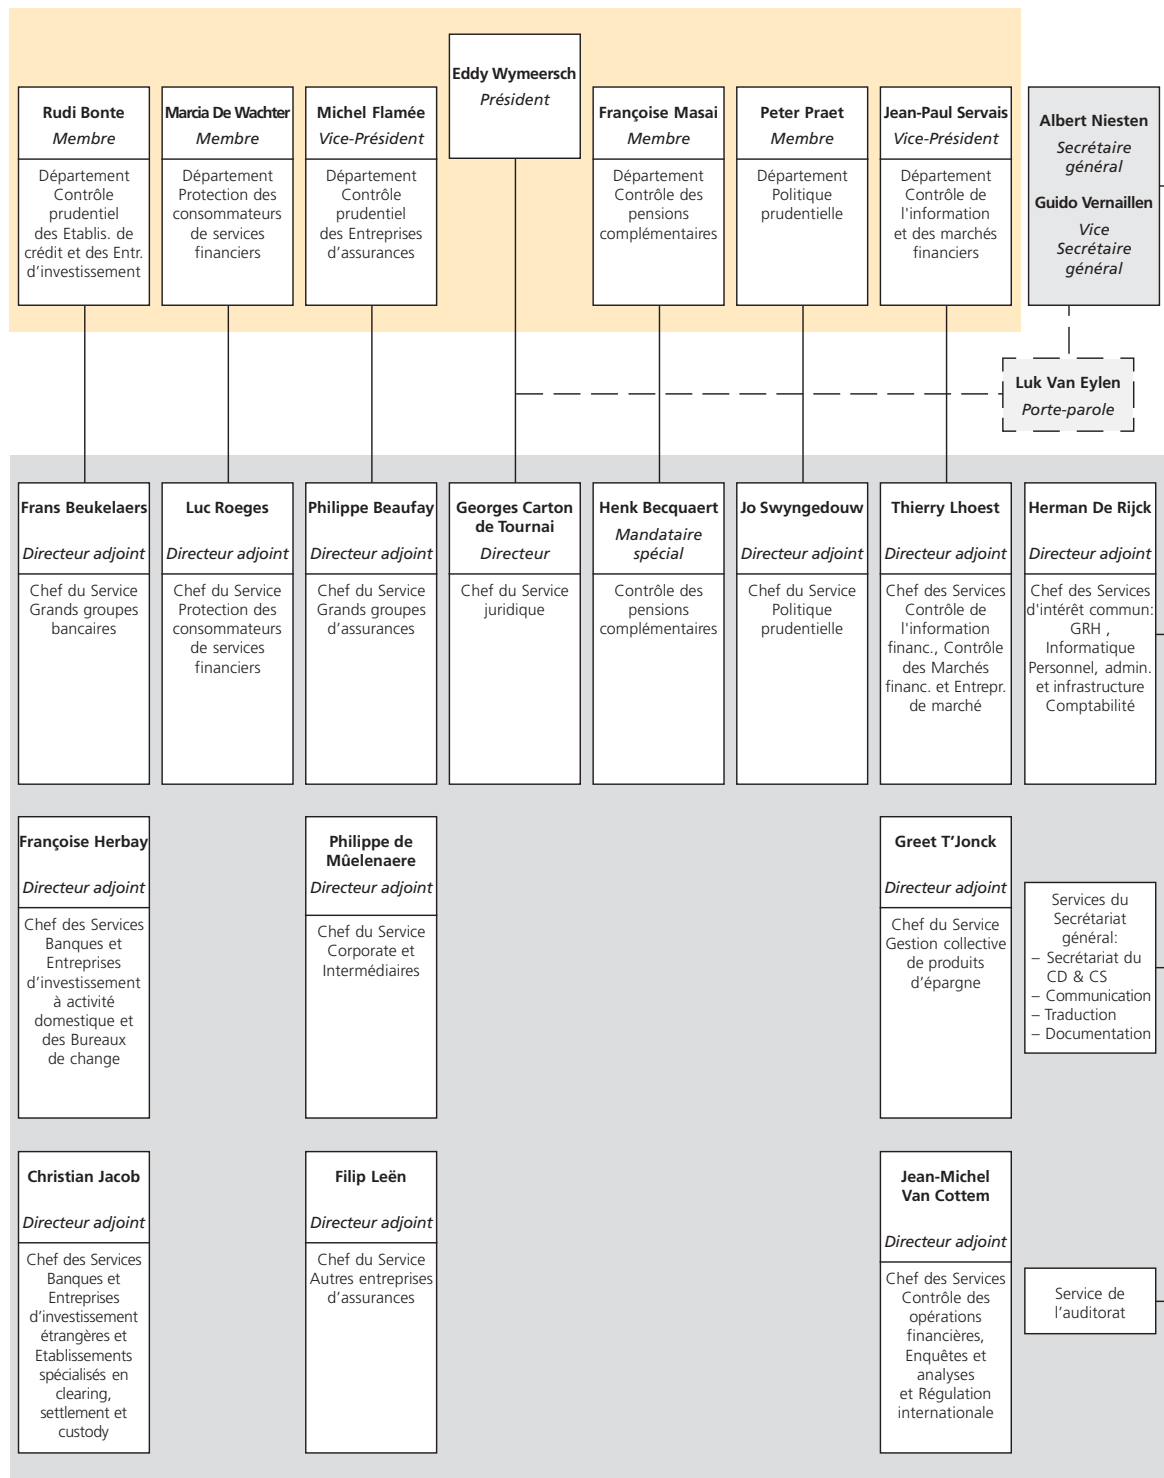 Eddy Wymeersch
Président
Rudi Bonte
Membre
Département
Contrôle
prudentiel
des Etablis. de
crédit et des Entr.
d’investissement
Marcia De Wachter
Membre
Département
Protection des
consommateurs
de services
financiers
Michel Flamée
Vice-Président
Département
Contrôle
prudentiel
des Entreprises
d’assurances
Françoise Masai
Membre
Département
Contrôle des
pensions
complémentaires
Peter Praet
Membre
Département
Politique
prudentielle
Jean-Paul Servais
Vice-Président
Département
Contrôle de
l'information
et des marchés
financiers
Albert Niesten
Secrétaire
général
Guido Vernaillen
Vice
Secrétaire
général
Luk Van Eylen
Porte-parole
Frans Beukelaers
Directeur adjoint
Chef du Service
Grands groupes
bancaires
Luc Roeges
Directeur adjoint
Chef du Service
Protection des
consommateurs
de services
financiers
Philippe Beaufay
Directeur adjoint
Chef du Service
Grands groupes
d’assurances
Georges Carton
de Tournai
Directeur
Chef du Service
juridique
Henk Becquaert
Mandataire
spécial
Contrôle des
pensions
complémentaires
Jo Swyngedouw
Directeur adjoint
Chef du Service
Politique
prudentielle
Thierry Lhoest
Directeur adjoint
Chef des Services
Contrôle de
l'information
financ., Contrôle
des Marchés
financ. et Entrepr.
de marché
Herman De Rijck
Directeur adjoint
Chef des Services
d'intérêt commun:
GRH ,
Informatique
Personnel, admin.
et infrastructure
Comptabilité
Françoise Herbay
Directeur adjoint
Chef des Services
Banques et
Entreprises
d’investissement
à activité
domestique et
des Bureaux
de change
Philippe de
Mûelenaere
Directeur adjoint
Chef du Service
Corporate et
Intermédiaires
Greet T’Jonck
Directeur adjoint
Chef du Service
Gestion collective
de produits
d’épargne
Services du
Secrétariat
général:
– Secrétariat du
CD & CS
– Communication
– Traduction
– Documentation
Christian Jacob
Directeur adjoint
Chef des Services
Banques et
Entreprises
d’investissement
étrangères et
Etablissements
spécialisés en
clearing,
settlement et
custody
Filip Leën
Directeur adjoint
Chef du Service
Autres entreprises
d’assurances
Jean-Michel
Van Cottem
Directeur adjoint
Chef des Services
Contrôle des
opérations
financières,
Enquêtes et
analyses
et Régulation
internationale
Service de
l’auditorat